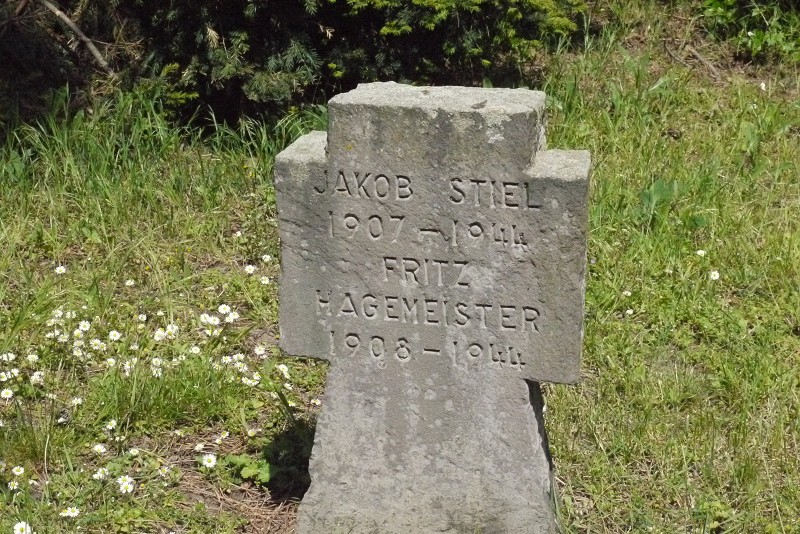 JAKOB STIEL
1907 – 1944
FRITZ
HAGEMEISTER
1908 – 1944